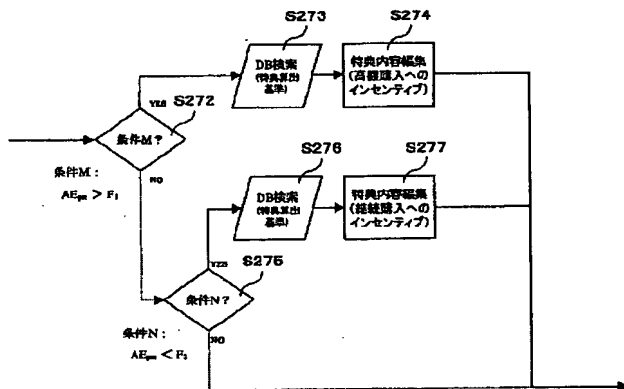 S273
S274
DB検索
(特典算出
基準)
特典内容編集
(高額購入への
インセンティブ)
S272
YES
条件M？
条件M：
NO
S276
S277
DB検索
(特典算出
基準)
特典内容編集
(継続購入への
インセンティブ)
YES
S275
条件N？
条件N：
NO